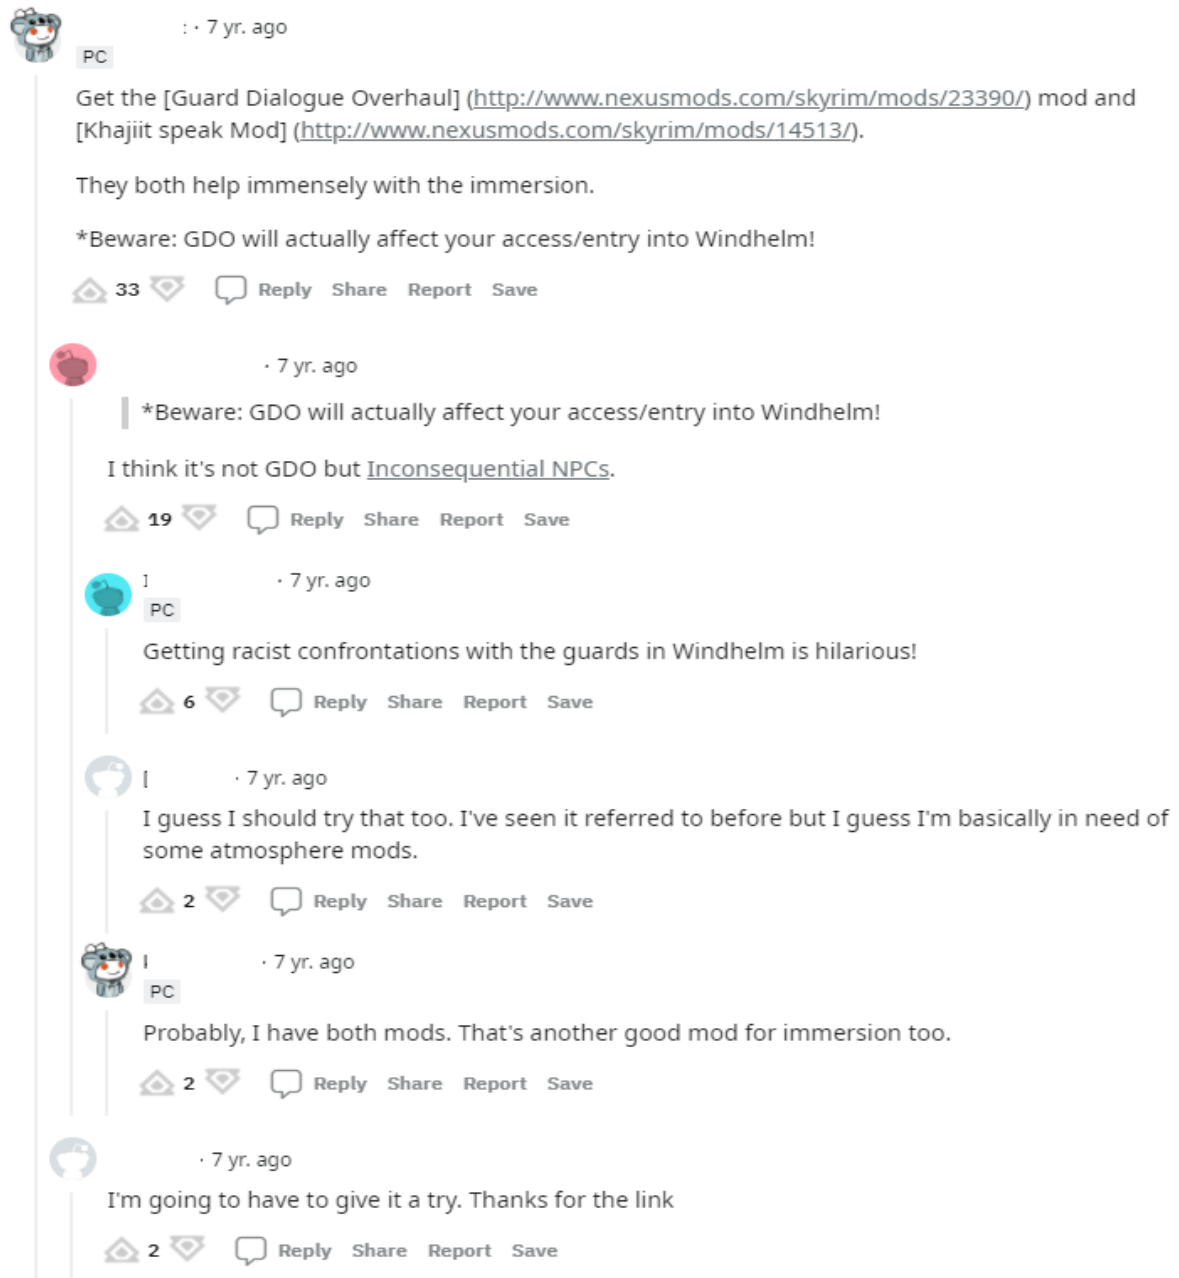 : · 7 yr. ago
PC
Get the [Guard Dialogue Overhaul] (http://www.nexusmods.com/skyrim/mods/23390/) mod and
[Khajiit speak Mod] (http://www.nexusmods.com/skyrim/mods/14513/).
They both help immensely with the immersion.
*Beware: GDO will actually affect your access/entry into Windhelm!
33 Reply Share Report Save
· 7 yr. ago
*Beware: GDO will actually affect your access/entry into Windhelm!
I think it's not GDO but Inconsequential NPCs.
19 Reply Share Report Save
· 7 yr. ago
PC
Getting racist confrontations with the guards in Windhelm is hilarious!
6 Reply Share Report Save
· 7 yr. ago
I guess I should try that too. I've seen it referred to before but I guess I'm basically in need of
some atmosphere mods.
2 Reply Share Report Save
· 7 yr. ago
PC
Probably, I have both mods. That's another good mod for immersion too.
2 Reply Share Report Save
· 7 yr. ago
I'm going to have to give it a try. Thanks for the link
2 Reply Share Report Save